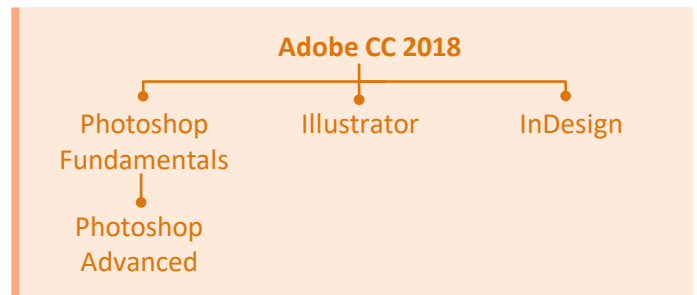 Adobe CC 2018
Photoshop
Fundamentals
Illustrator
InDesign
Photoshop
Advanced